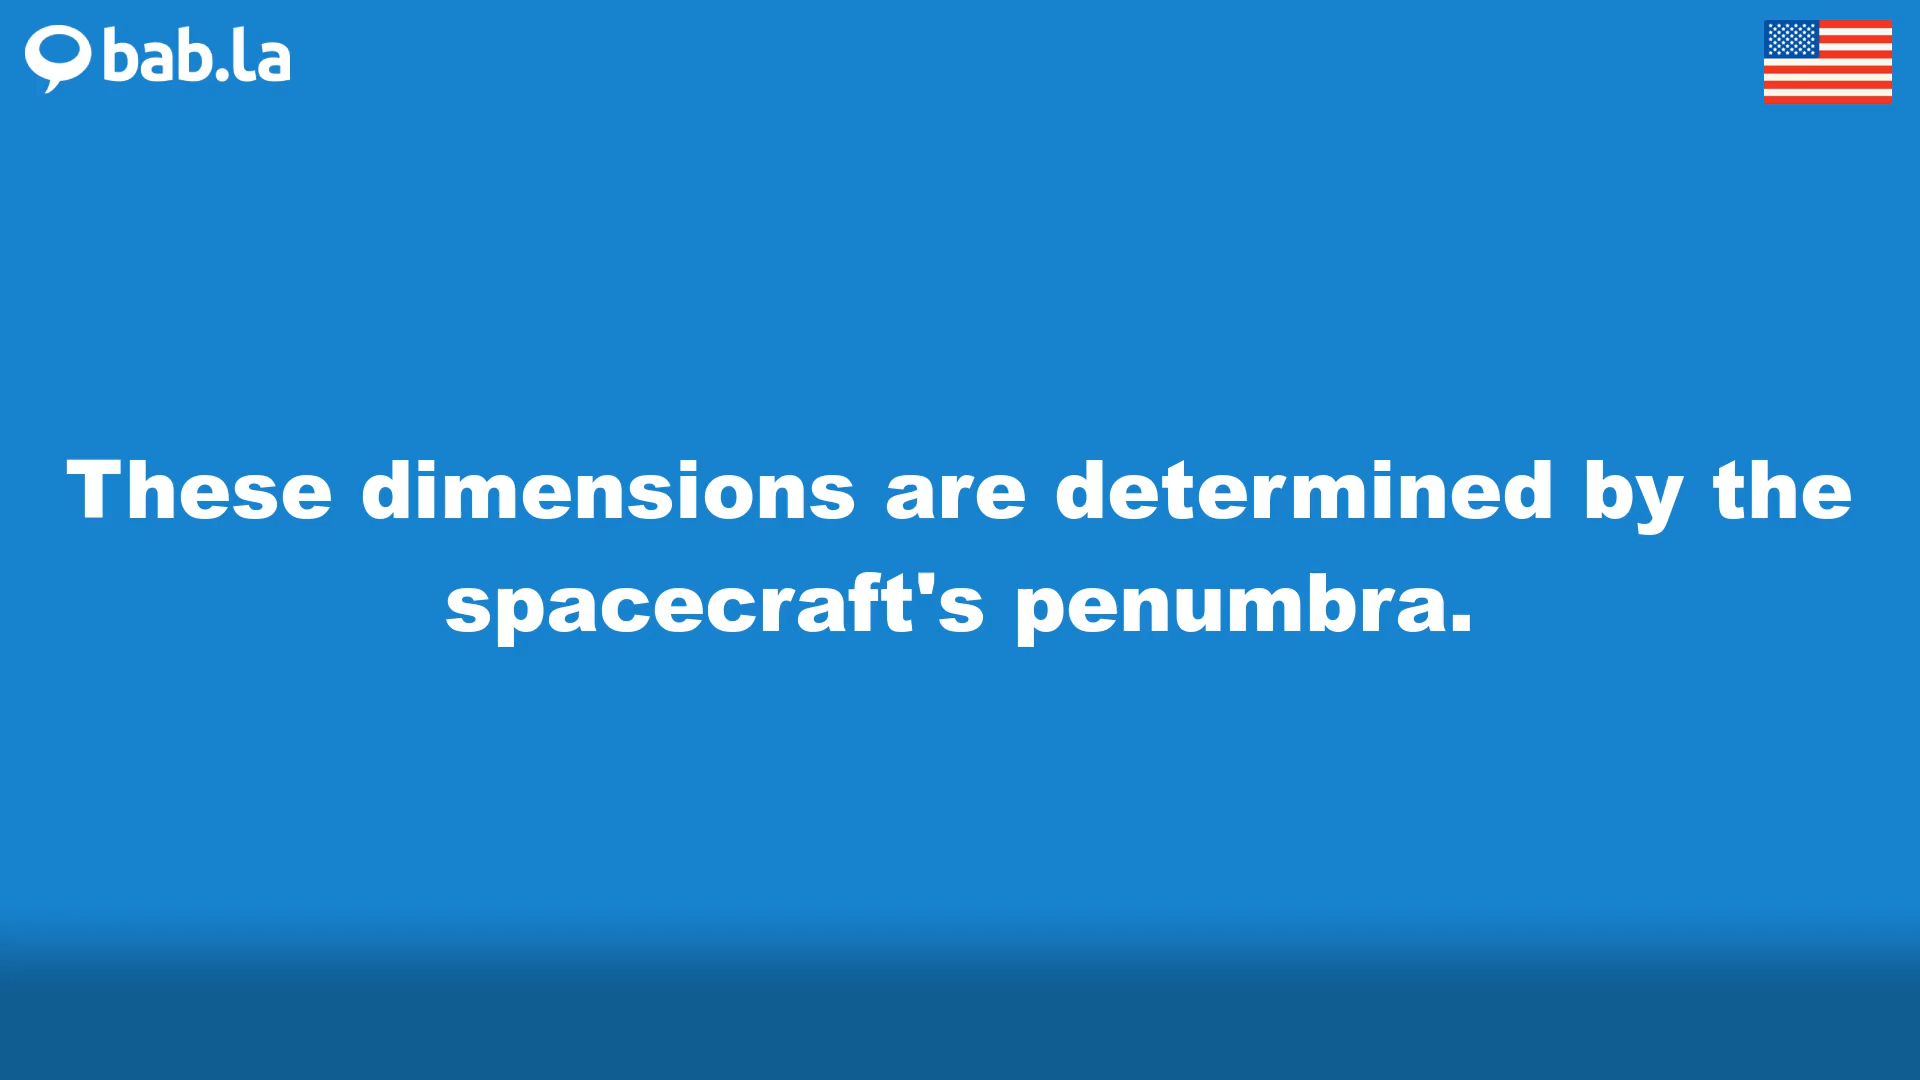 bab.la
These dimensions are determined by the
spacecraft's penumbra.